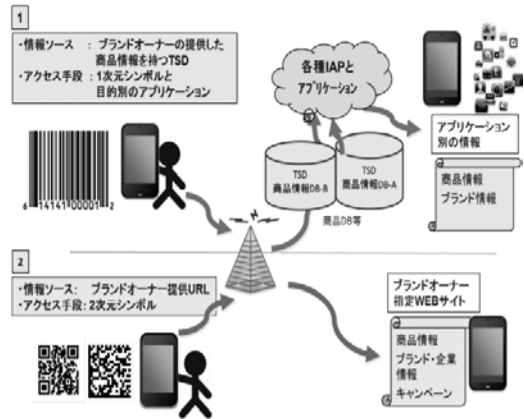 1
・情報ソース ： ブランドオーナーの提供した
商品情報を持つTSD
・アクセス手段 ： 1次元シンボルと
目的別のアプリケーション
各種IAPと
アプリケーション
アプリケーション
別の情報
商品情報
ブランド情報
TSD
商品情報DB-B
TSD
商品情報DB-A
商品DB等
6 14141 00001 2
2
・情報ソース： ブランドオーナー提供URL
・アクセス手段： 2次元シンボル
ブランドオーナー
指定WEBサイト
商品情報
ブランド・企業
情報
キャンペーン